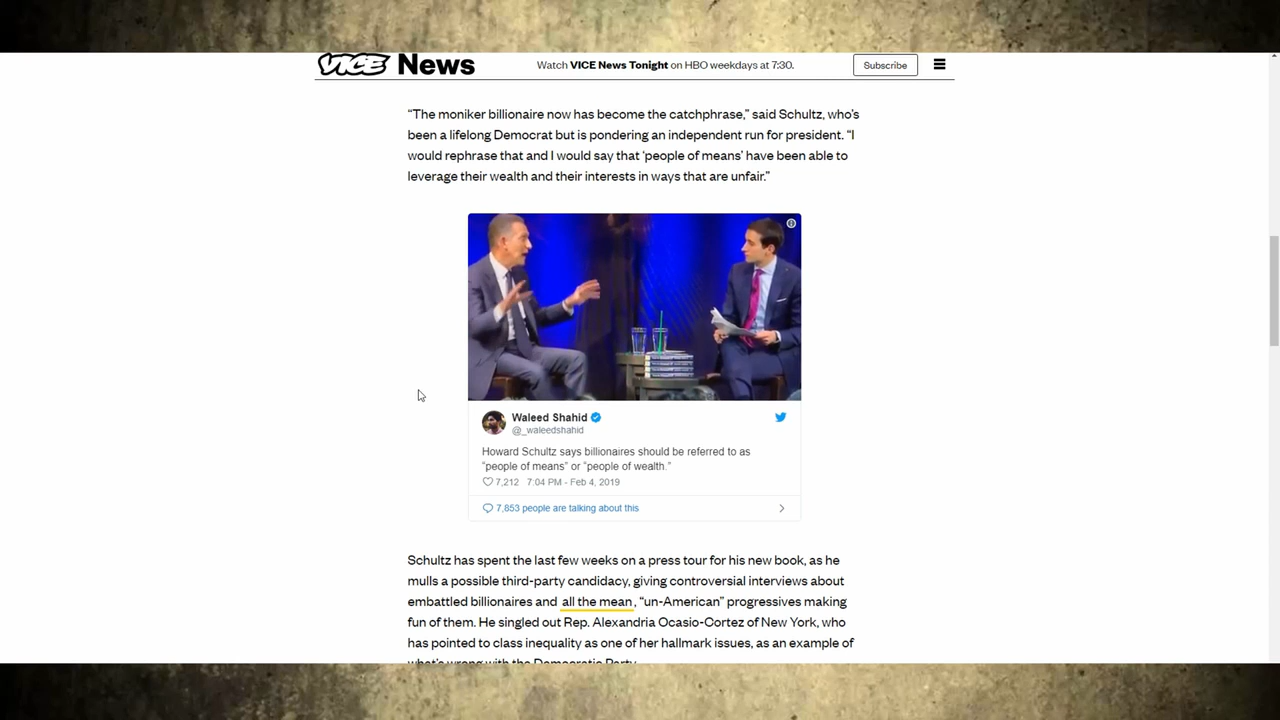 VICE News
Watch VICE News Tonight on HBO weekdays at 7:30.
Subscribe
“The moniker billionaire now has become the catchphrase,” said Schultz, who’s
been a lifelong Democrat but is pondering an independent run for president. “I
would rephrase that and I would say that ‘people of means’ have been able to
leverage their wealth and their interests in ways that are unfair.”
Waleed Shahid
@_waleedshahid
Howard Schultz says billionaires should be referred to as
“people of means” or “people of wealth.”
7,212 7:04 PM - Feb 4, 2019
7,853 people are talking about this
Schultz has spent the last few weeks on a press tour for his new book, as he
mulls a possible third-party candidacy, giving controversial interviews about
embattled billionaires and all the mean, “un-American” progressives making
fun of them. He singled out Rep. Alexandria Ocasio-Cortez of New York, who
has pointed to class inequality as one of her hallmark issues, as an example of
what’s wrong with the Democratic Party.